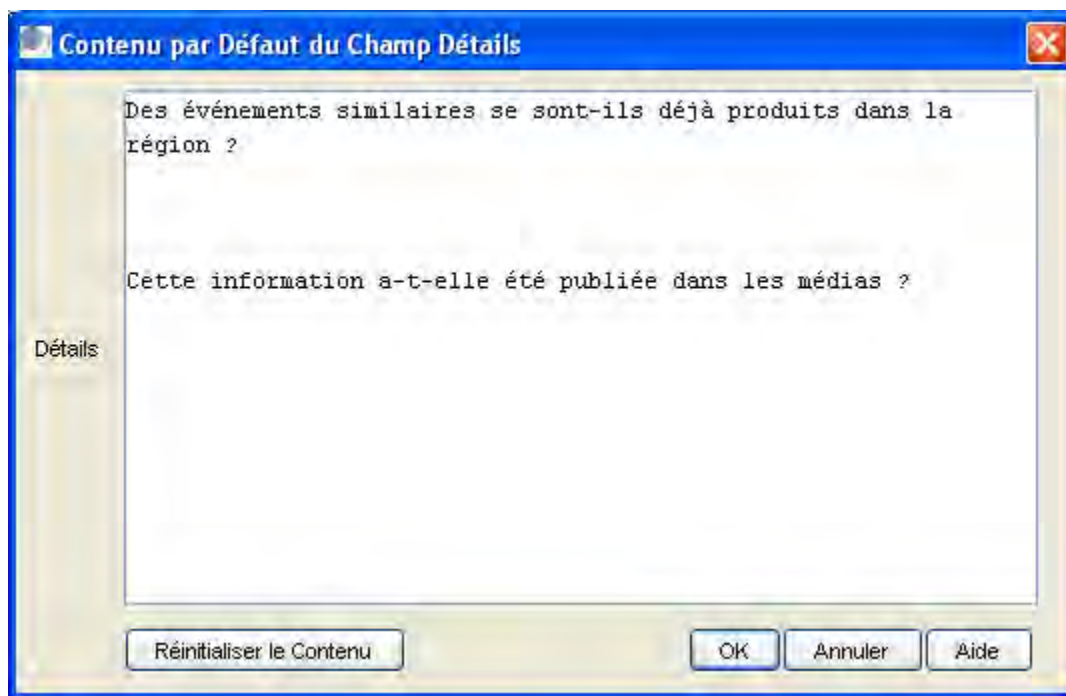 Contenu par Défaut du Champ Détails
Des événements similaires se sont-ils déjà produits dans la
région ?
Cette information a-t-elle été publiée dans les médias ?
Détails
Réinitialiser le Contenu
OK
Annuler
Aide